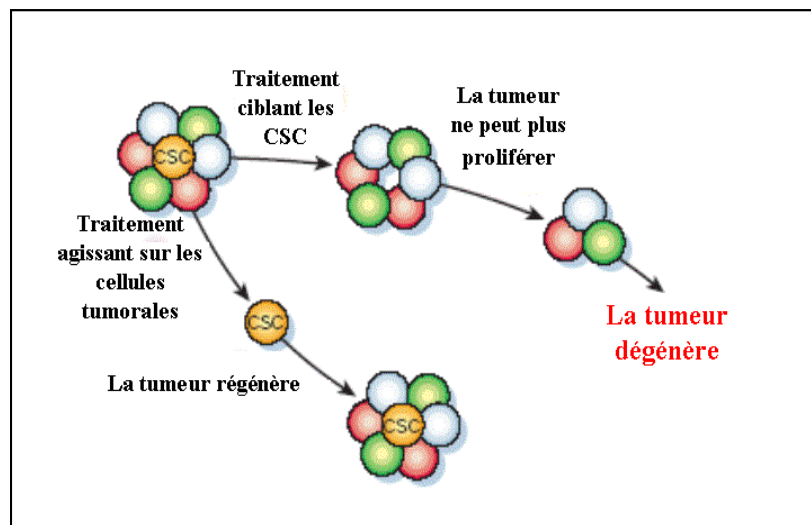 Traitement
ciblant les
CSC
La tumeur
ne peut plus
proliférer
CSC
Traitement
agissant sur les
cellules
tumorales
CSC
La tumeur
dégénère
La tumeur régénère
CSC